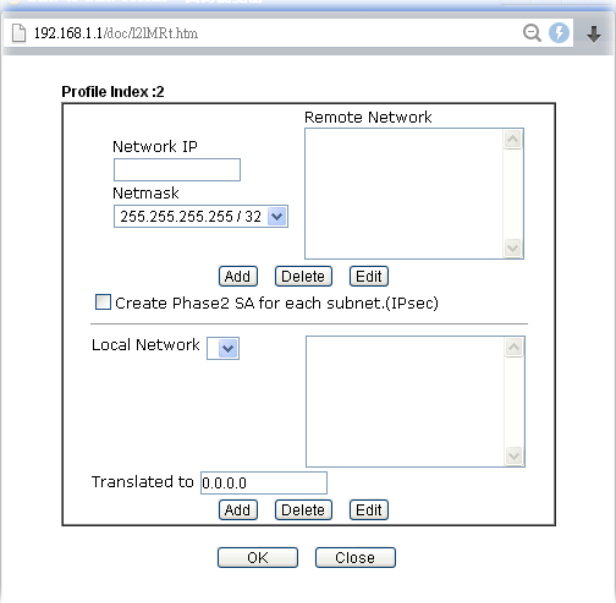 192.168.1.1/doc/l2lMRt.htm
Profile Index :2
Remote Network
Network IP
Netmask
255.255.255.255 / 32
Add Delete Edit
Create Phase2 SA for each subnet.(IPsec)
Local Network
Translated to 0.0.0.0
Add Delete Edit
OK Close